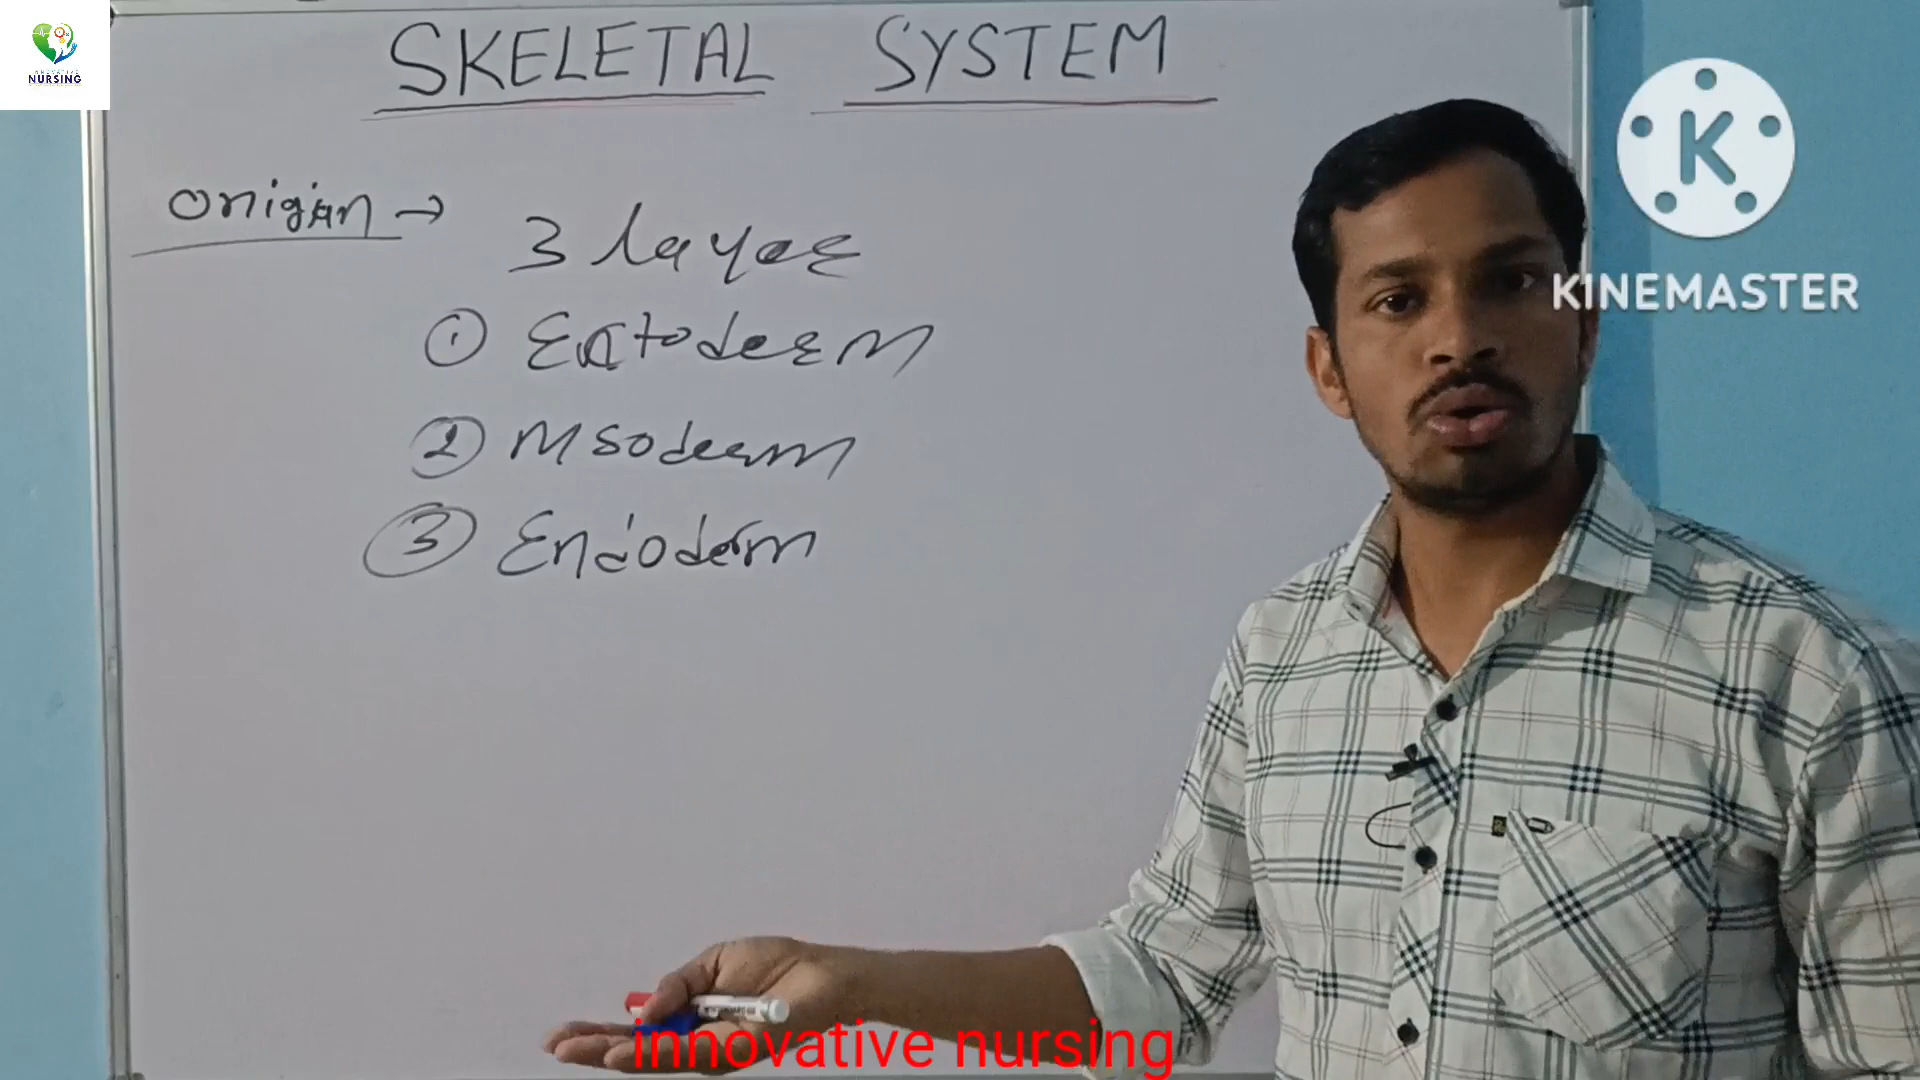 SKELETAL SYSTEM
NURSING
origin →
3 layer
① Ectoderm
② Msoderm
③ Endoderm
K
KINEMASTER
innovative nursing